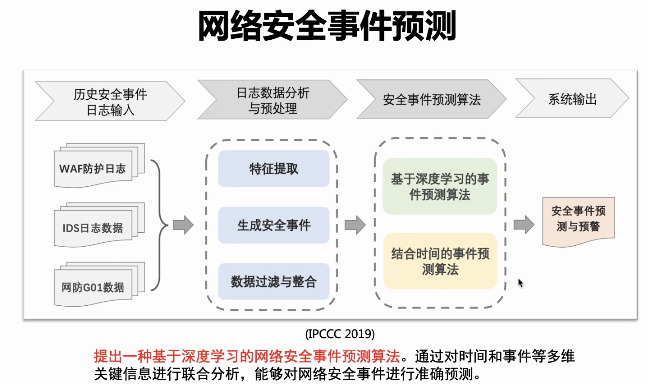 网络安全事件预测
历史安全事件
日志输入
日志数据分析
与预处理
安全事件预测算法
系统输出
WAF防护日志
IDS日志数据
网防G01数据
特征提取
生成安全事件
数据过滤与整合
基于深度学习的事
件预测算法
结合时间的事件预
测算法
安全事件预
测与预警
(IPCCC 2019)
提出一种基于深度学习的网络安全事件预测算法。通过对时间和事件等多维
关键信息进行联合分析，能够对网络安全事件进行准确预测。